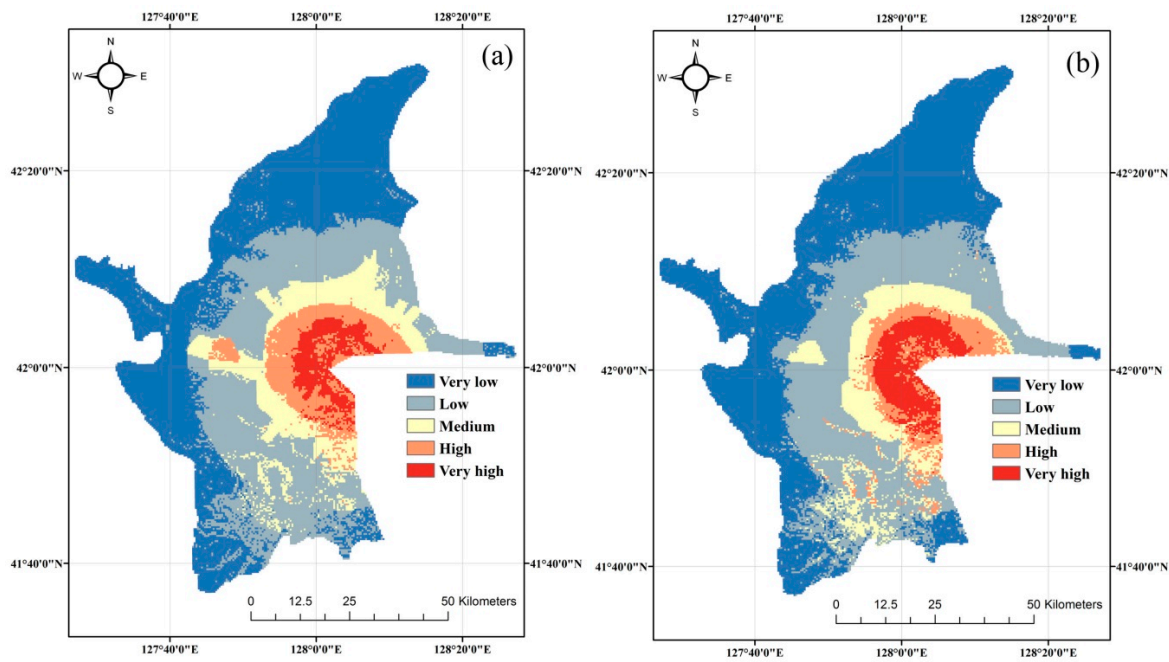 127°40'0"E 128°0'0"E 128°20'0"E
(a)
N
W E
S
42°20'0"N 42°20'0"N
42°0'0"N 42°0'0"N
41°40'0"N 41°40'0"N
Very low
Low
Medium
High
Very high
0 12.5 25 50 Kilometers
127°40'0"E 128°0'0"E 128°20'0"E
127°40'0"E 128°0'0"E 128°20'0"E
(b)
N
W E
S
42°20'0"N 42°20'0"N
42°0'0"N 42°0'0"N
41°40'0"N 41°40'0"N
Very low
Low
Medium
High
Very high
0 12.5 25 50 Kilometers
127°40'0"E 128°0'0"E 128°20'0"E